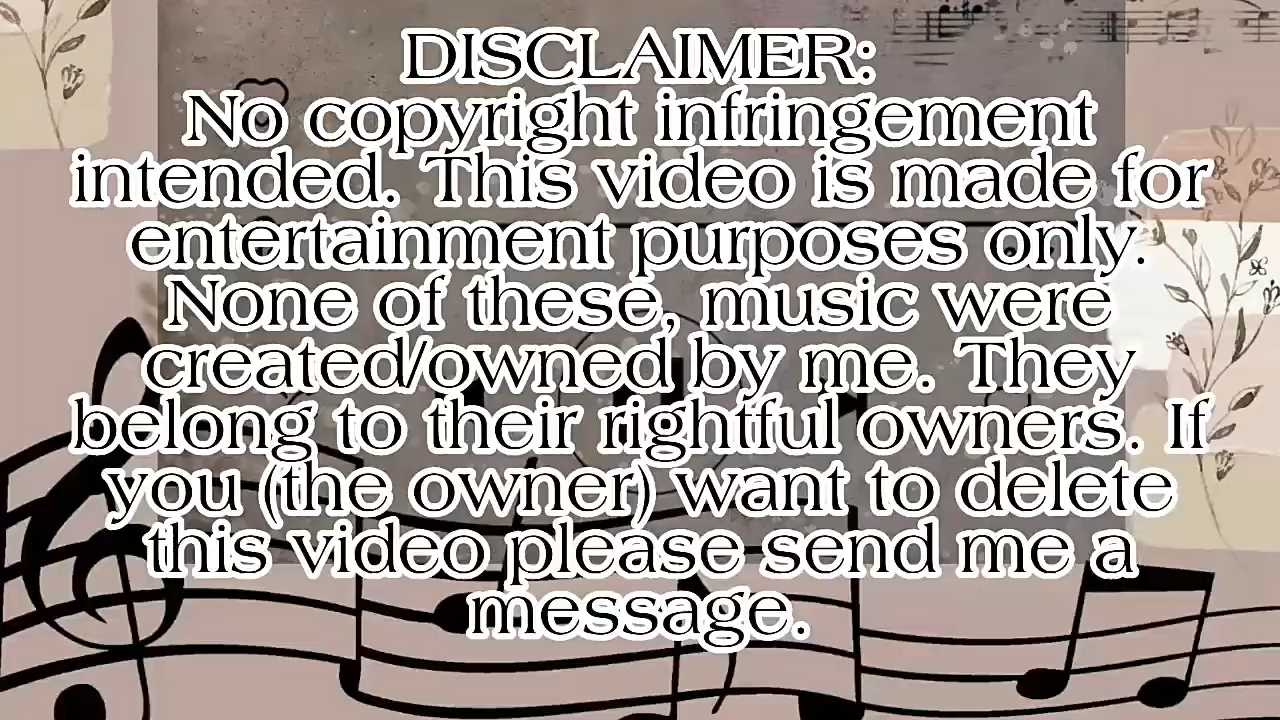 DISCLAIMER:
No copyright infringement
intended. This video is made for
entertainment purposes only.
None of these, music were
created/owned by me. They
belong to their rightful owners. If
you (the owner) want to delete
this video please send me a
message.